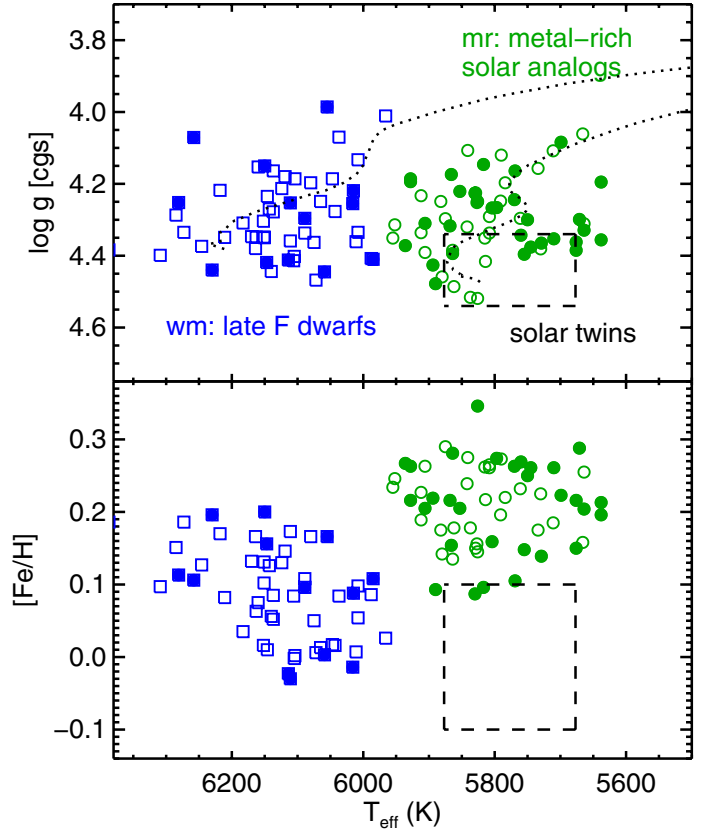 mr: metal−rich
solar analogs
3.8
4.0
4.2
4.4
4.6
log g [cgs]
wm: late F dwarfs
solar twins
0.3
0.2
0.1
0.0
−0.1
[Fe/H]
6200
6000
5800
5600
T_eff (K)